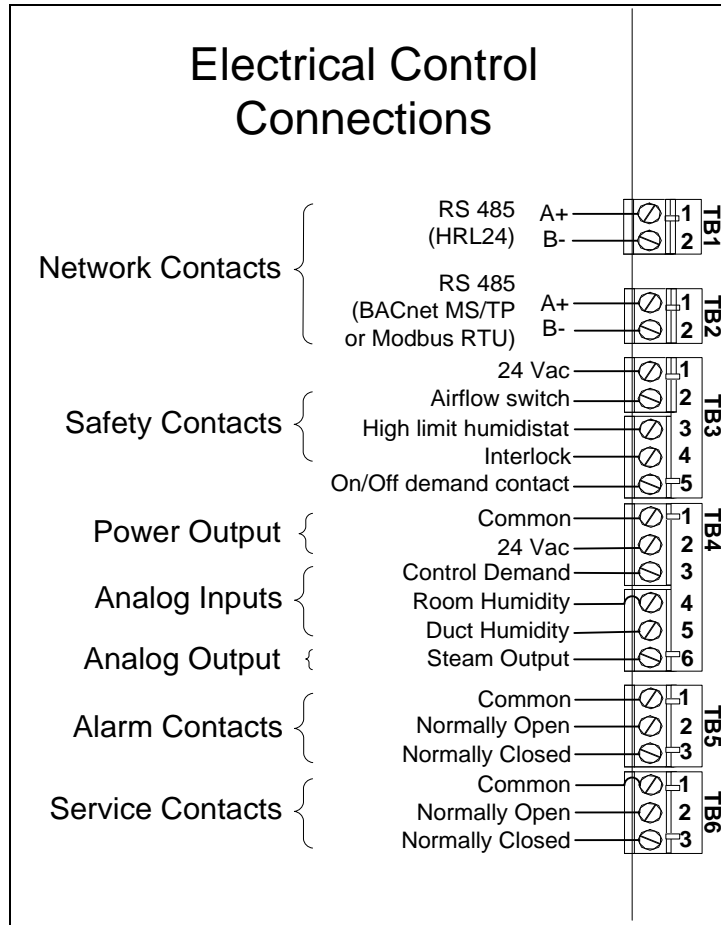 Electrical Control
Connections
Network Contacts
RS 485
(HRL24)
A+
B-
1
2
TB1
RS 485
(BACnet MS/TP
or Modbus RTU)
A+
B-
1
2
TB2
Safety Contacts
24 Vac
1
Airflow switch
2
High limit humidistat
3
Interlock
4
On/Off demand contact
5
TB3
Power Output
Common
1
24 Vac
2
Analog Inputs
Control Demand
3
Room Humidity
4
Duct Humidity
5
Analog Output
Steam Output
6
TB4
Alarm Contacts
Common
1
Normally Open
2
Normally Closed
3
TB5
Service Contacts
Common
1
Normally Open
2
Normally Closed
3
TB6